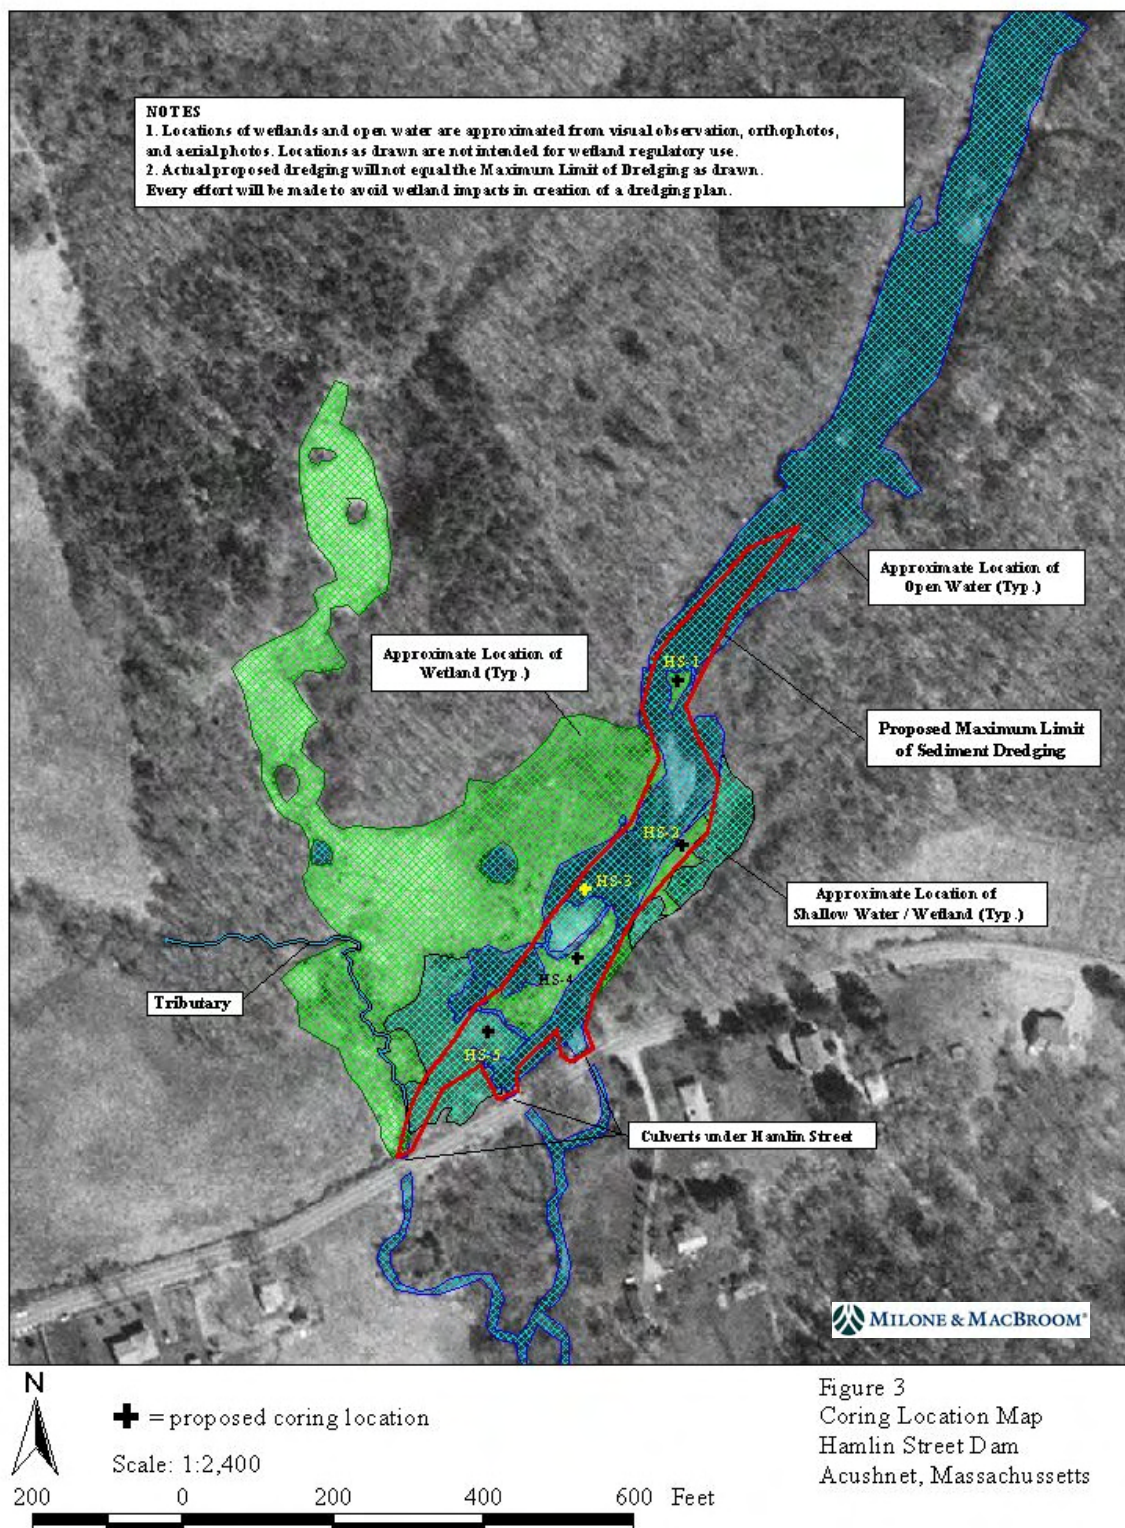 NOTES
1. Locations of wetlands and open water are approximated from visual observation, orthophotos,
and aerial photos. Locations as drawn are not intended for wetland regulatory use.
2. Actual proposed dredging will not equal the Maximum Limit of Dredging as drawn.
Every effort will be made to avoid wetland impacts in creation of a dredging plan.
Approximate Location of
Open Water (Typ.)
Approximate Location of
Wetland (Typ.)
HS-1
Proposed Maximum Limit
of Sediment Dredging
HS-2
HS-3
Approximate Location of
Shallow Water / Wetland (Typ.)
HS-4
Tributary
HS-5
Culverts under Hamlin Street
MILONE & MACBROOM®
N
= proposed coring location
Scale: 1:2,400
200 0 200 400 600 Feet
Figure 3
Coring Location Map
Hamlin Street Dam
Acushnet, Massachussetts